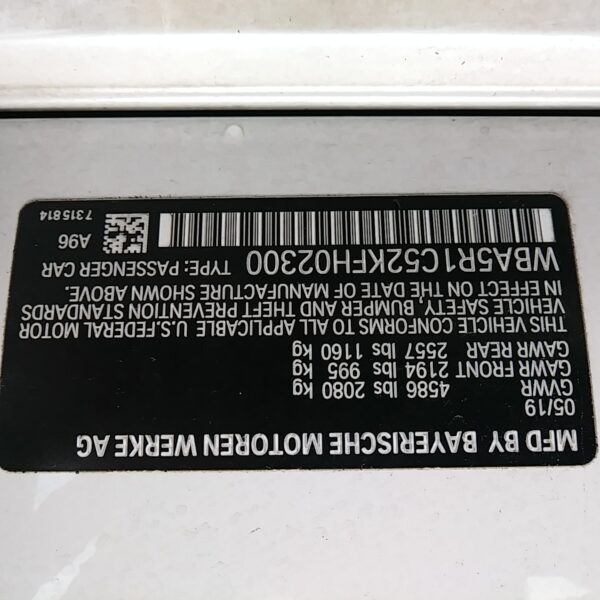 MFD BY BAYERISCHE MOTOREN WERKE AG
05/19
GVWR
4586 lbs 2080 kg
GAWR FRONT 2194 lbs 995 kg
GAWR REAR 2557 lbs 1160 kg
THIS VEHICLE CONFORMS TO ALL APPLICABLE U.S.FEDERAL MOTOR
VEHICLE SAFETY, BUMPER AND THEFT PREVENTION STANDARDS
IN EFFECT ON THE DATE OF MANUFACTURE SHOWN ABOVE.
WBA5R1C52KFH02300 TYPE: PASSENGER CAR
A96
7315814